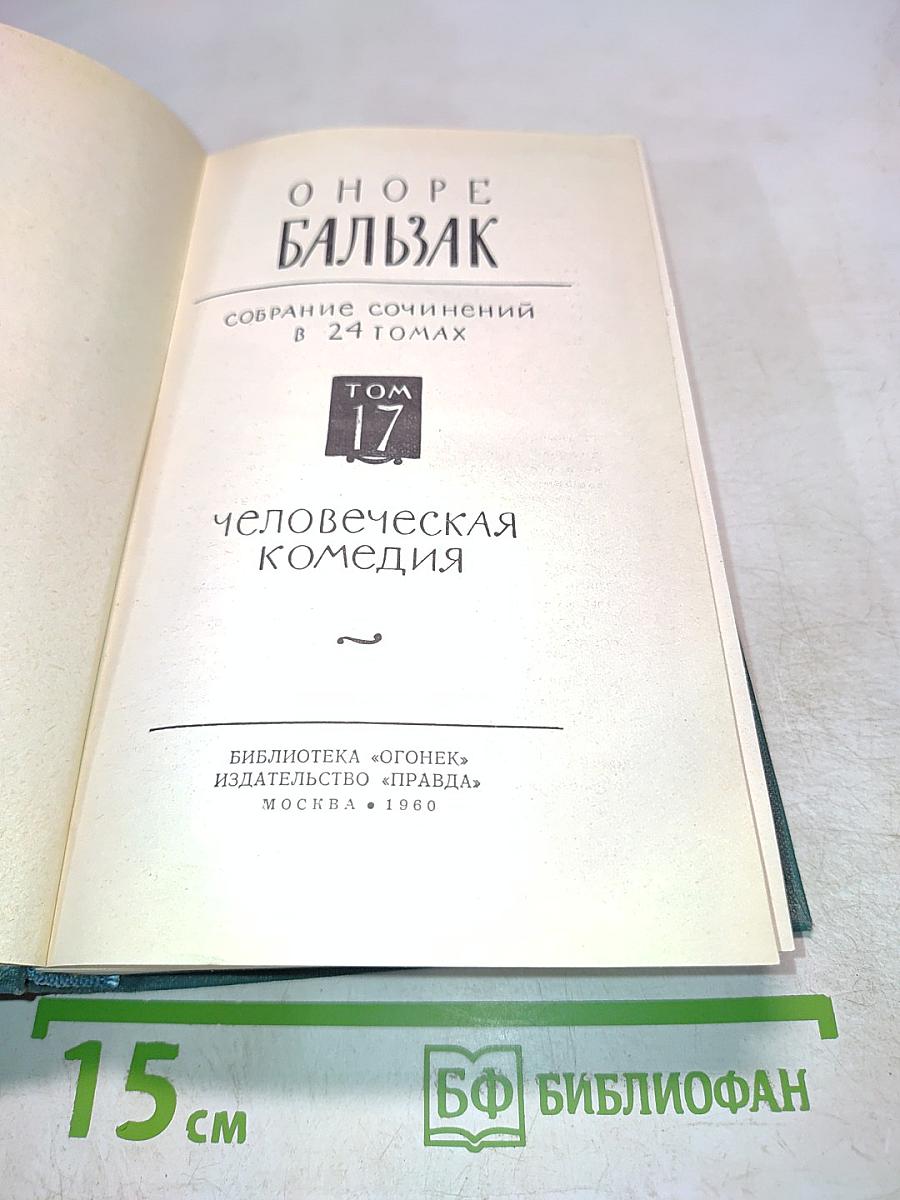 ОНОРЕ
БАЛЬЗАК
СОБРАНИЕ СОЧИНЕНИЙ
В 24 ТОМАХ
ТОМ
17
ЧЕЛОВЕЧЕСКАЯ
КОМЕДИЯ
БИБЛИОТЕКА «ОГОНЕК»
ИЗДАТЕЛЬСТВО «ПРАВДА»
МОСКВА • 1960
15 см
БФ БИБЛИОФАН